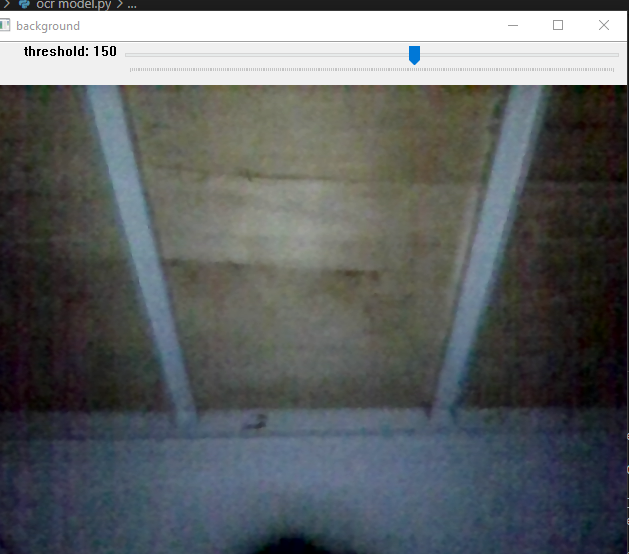 ocr model.py > ...
background
threshold: 150